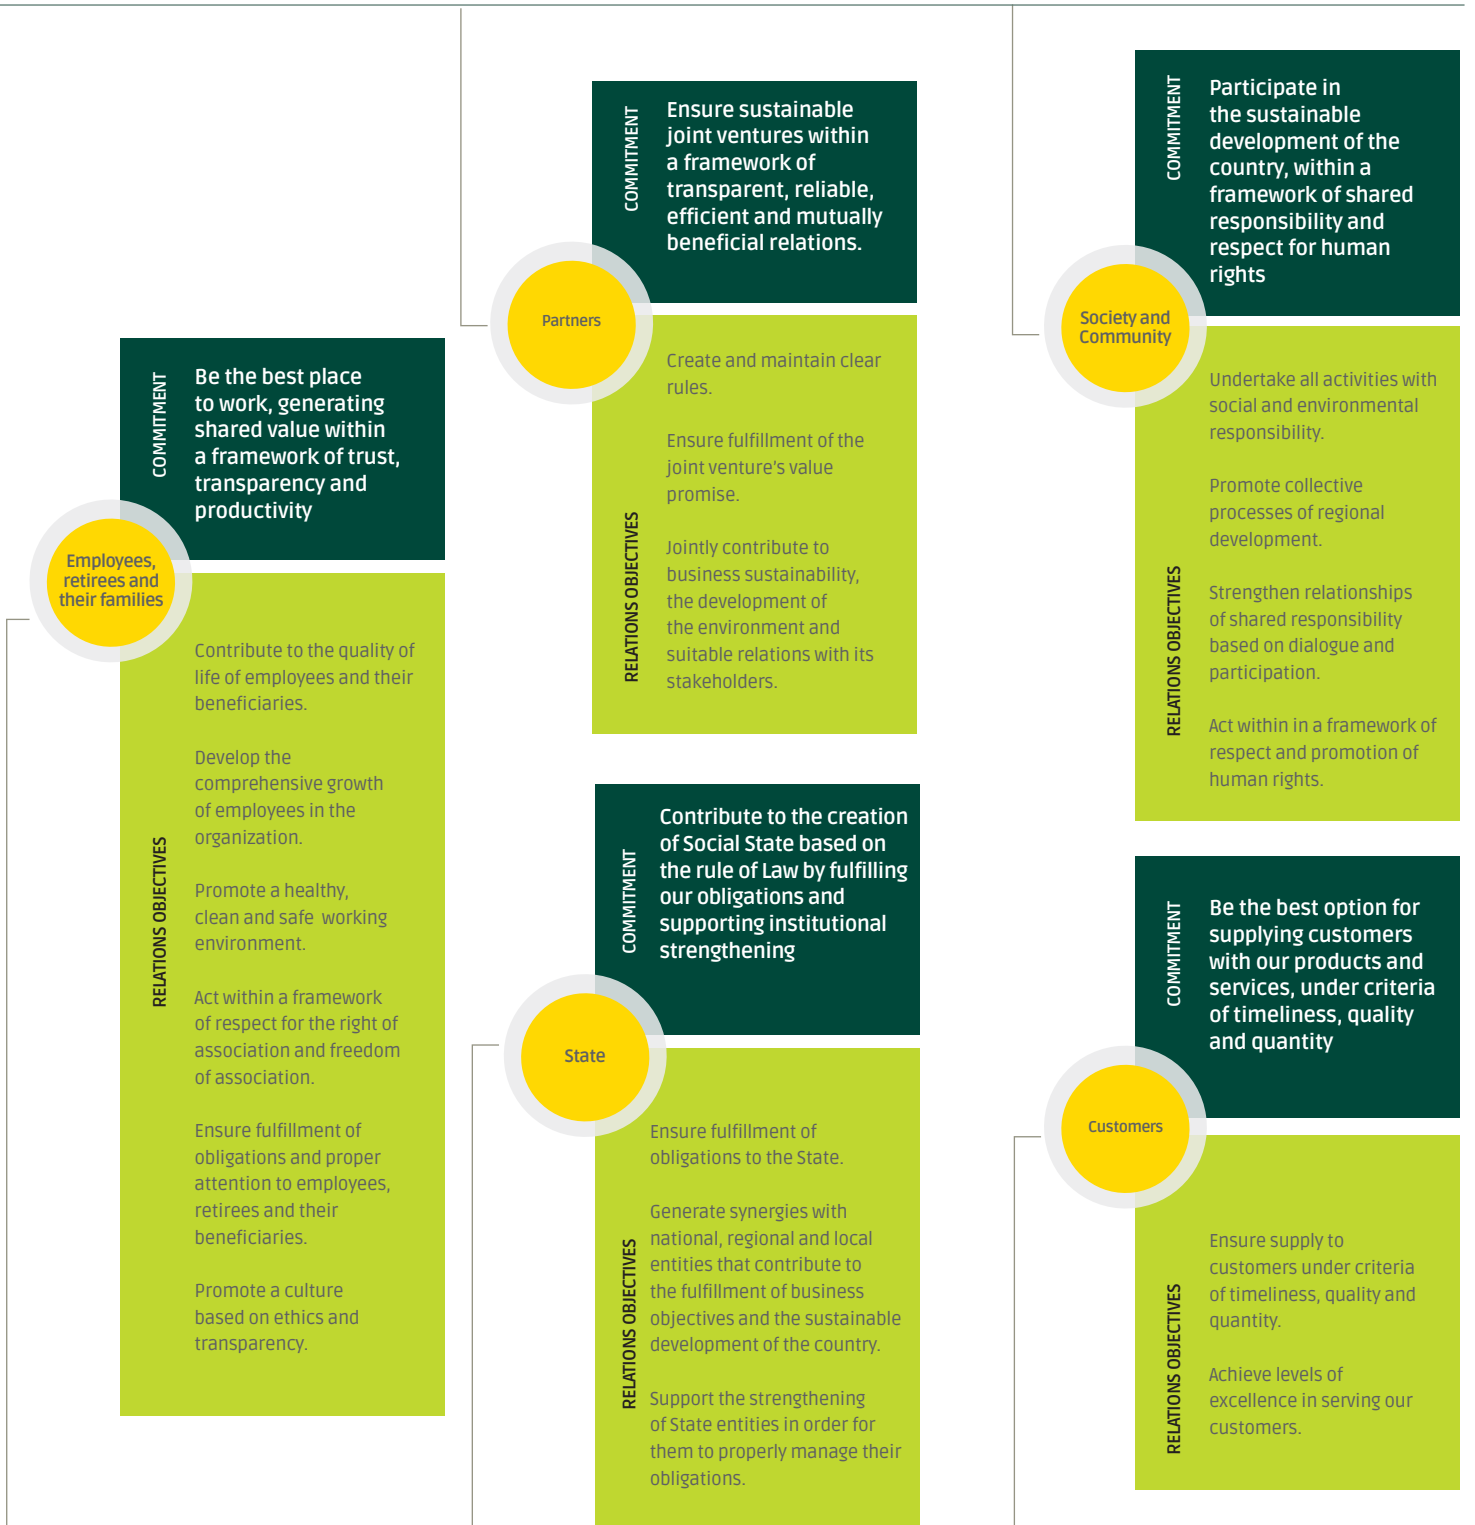 COMMITMENT
Be the best place
to work, generating
shared value within
a framework of trust,
transparency and
productivity
Employees,
retirees and
their families
RELATIONS OBJECTIVES
Contribute to the quality of
life of employees and their
beneficiaries.
Develop the
comprehensive growth
of employees in the
organization.
Promote a healthy,
clean and safe  working
environment.
Act within a framework
of respect for the right of
association and freedom
of association.
Ensure fulfillment of
obligations and proper
attention to employees,
retirees and their
beneficiaries.
Promote a culture
based on ethics and
transparency.
COMMITMENT
Ensure sustainable
joint ventures within
a framework of
transparent, reliable,
efficient and mutually
beneficial relations.
Partners
RELATIONS OBJECTIVES
Create and maintain clear
rules.
Ensure fulfillment of the
joint venture’s value
promise.
Jointly contribute to
business sustainability,
the development of
the environment and
suitable relations with its
stakeholders.
COMMITMENT
Contribute to the creation
of Social State based on
the rule of Law by fulfilling
our obligations and
supporting institutional
strengthening
State
RELATIONS OBJECTIVES
Ensure fulfillment of
obligations to the State.
Generate synergies with
national, regional and local
entities that contribute to
the fulfillment of business
objectives and the sustainable
development of the country.
Support the strengthening
of State entities in order for
them to properly manage their
obligations.
COMMITMENT
Participate in
the sustainable
development of the
country, within a
framework of shared
responsibility and
respect for human
rights
Society and
Community
RELATIONS OBJECTIVES
Undertake all activities with
social and environmental
responsibility.
Promote collective
processes of regional
development.
Strengthen relationships
of shared responsibility
based on dialogue and
participation.
Act within in a framework of
respect and promotion of
human rights.
COMMITMENT
Be the best option for
supplying customers
with our products and
services, under criteria
of timeliness, quality
and quantity
Customers
RELATIONS OBJECTIVES
Ensure supply to
customers under criteria
of timeliness, quality and
quantity.
Achieve levels of
excellence in serving our
customers.